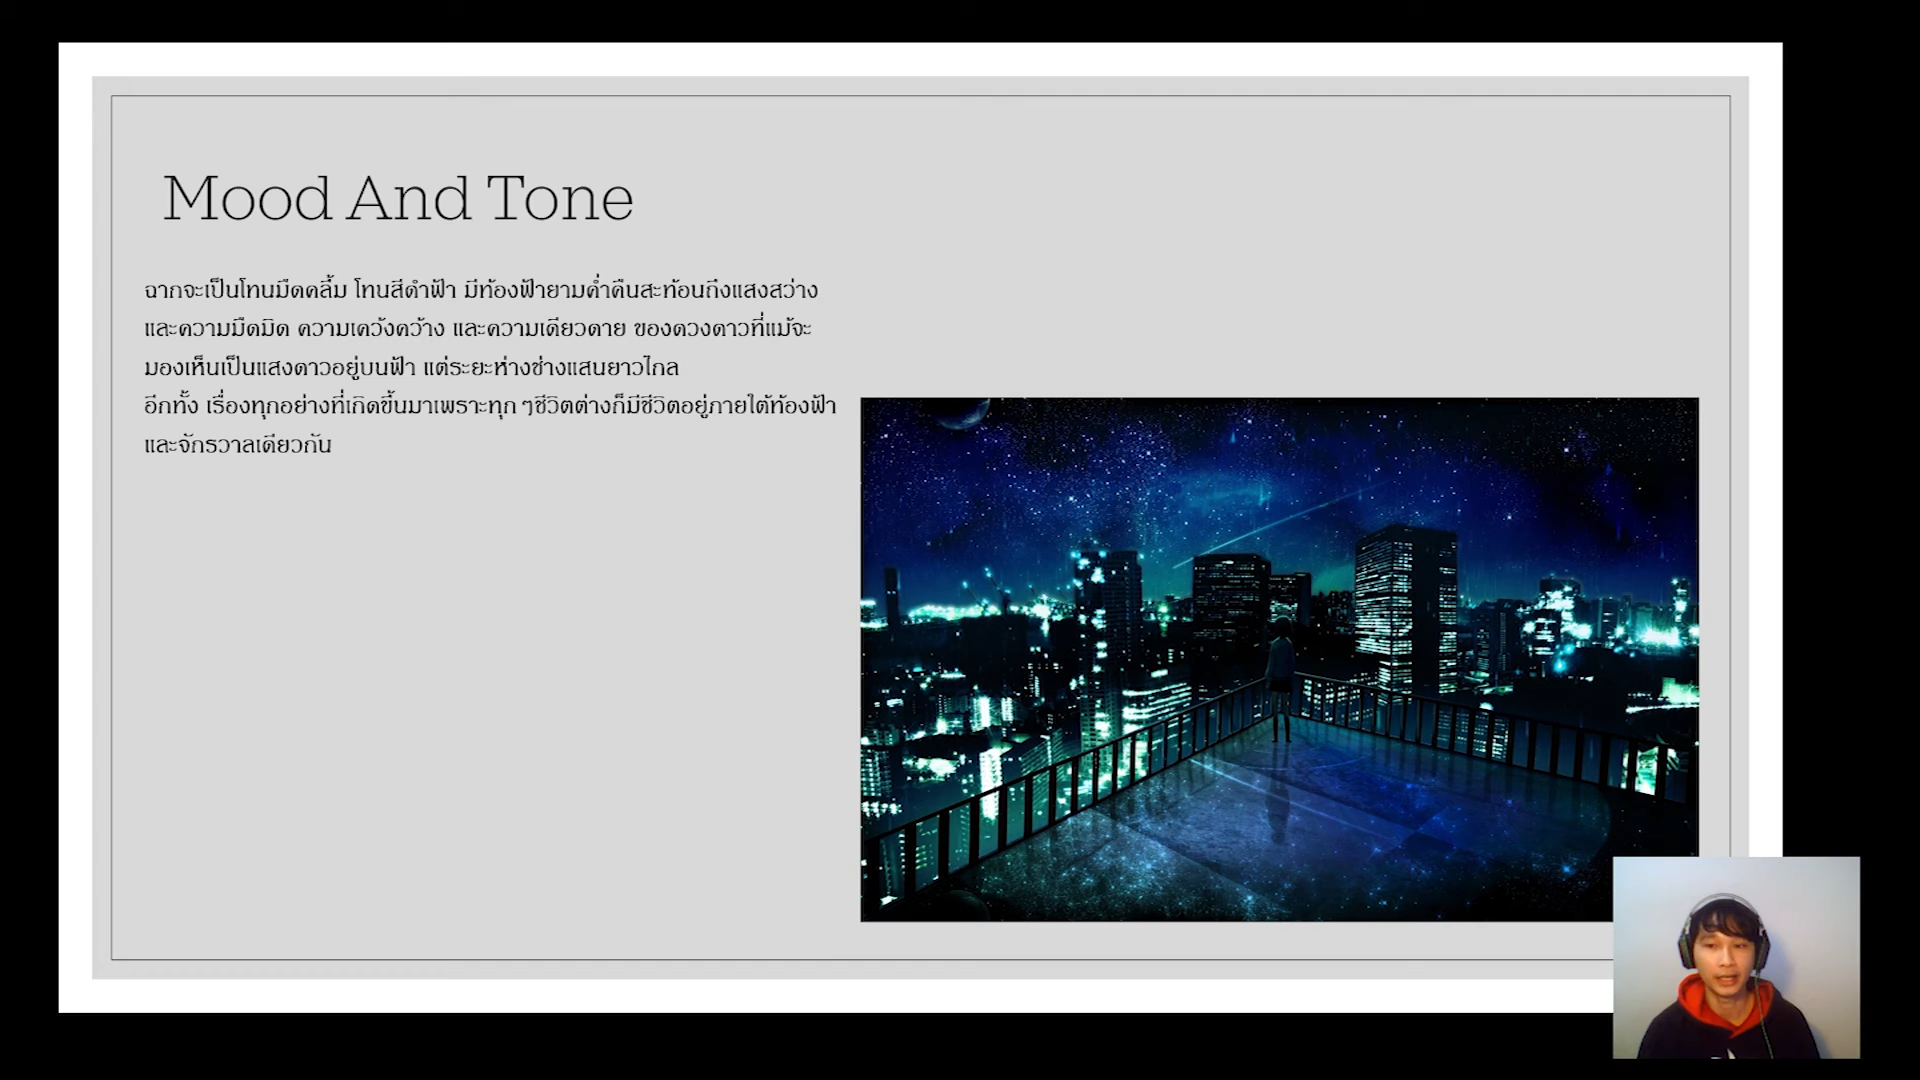 Mood And Tone
ฉากจะเป็นโทนมืดคลึ้ม โทนสีดำฟ้า มีท้องฟ้ายามค่ำคืนสะท้อนถึงแสงสว่าง
และความมืดมิด ความเคว้งคว้าง และความเดียวดาย ของดวงดาวที่แม้จะ
มองเห็นเป็นแสงดาวอยู่บนฟ้า แต่ระยะห่างช่างแสนยาวไกล
อีกทั้ง เรื่องทุกอย่างที่เกิดขึ้นมาเพราะทุก ๆชีวิตต่างก็มีชีวิตอยู่ภายใต้ท้องฟ้า
และจักรวาลเดียวกัน